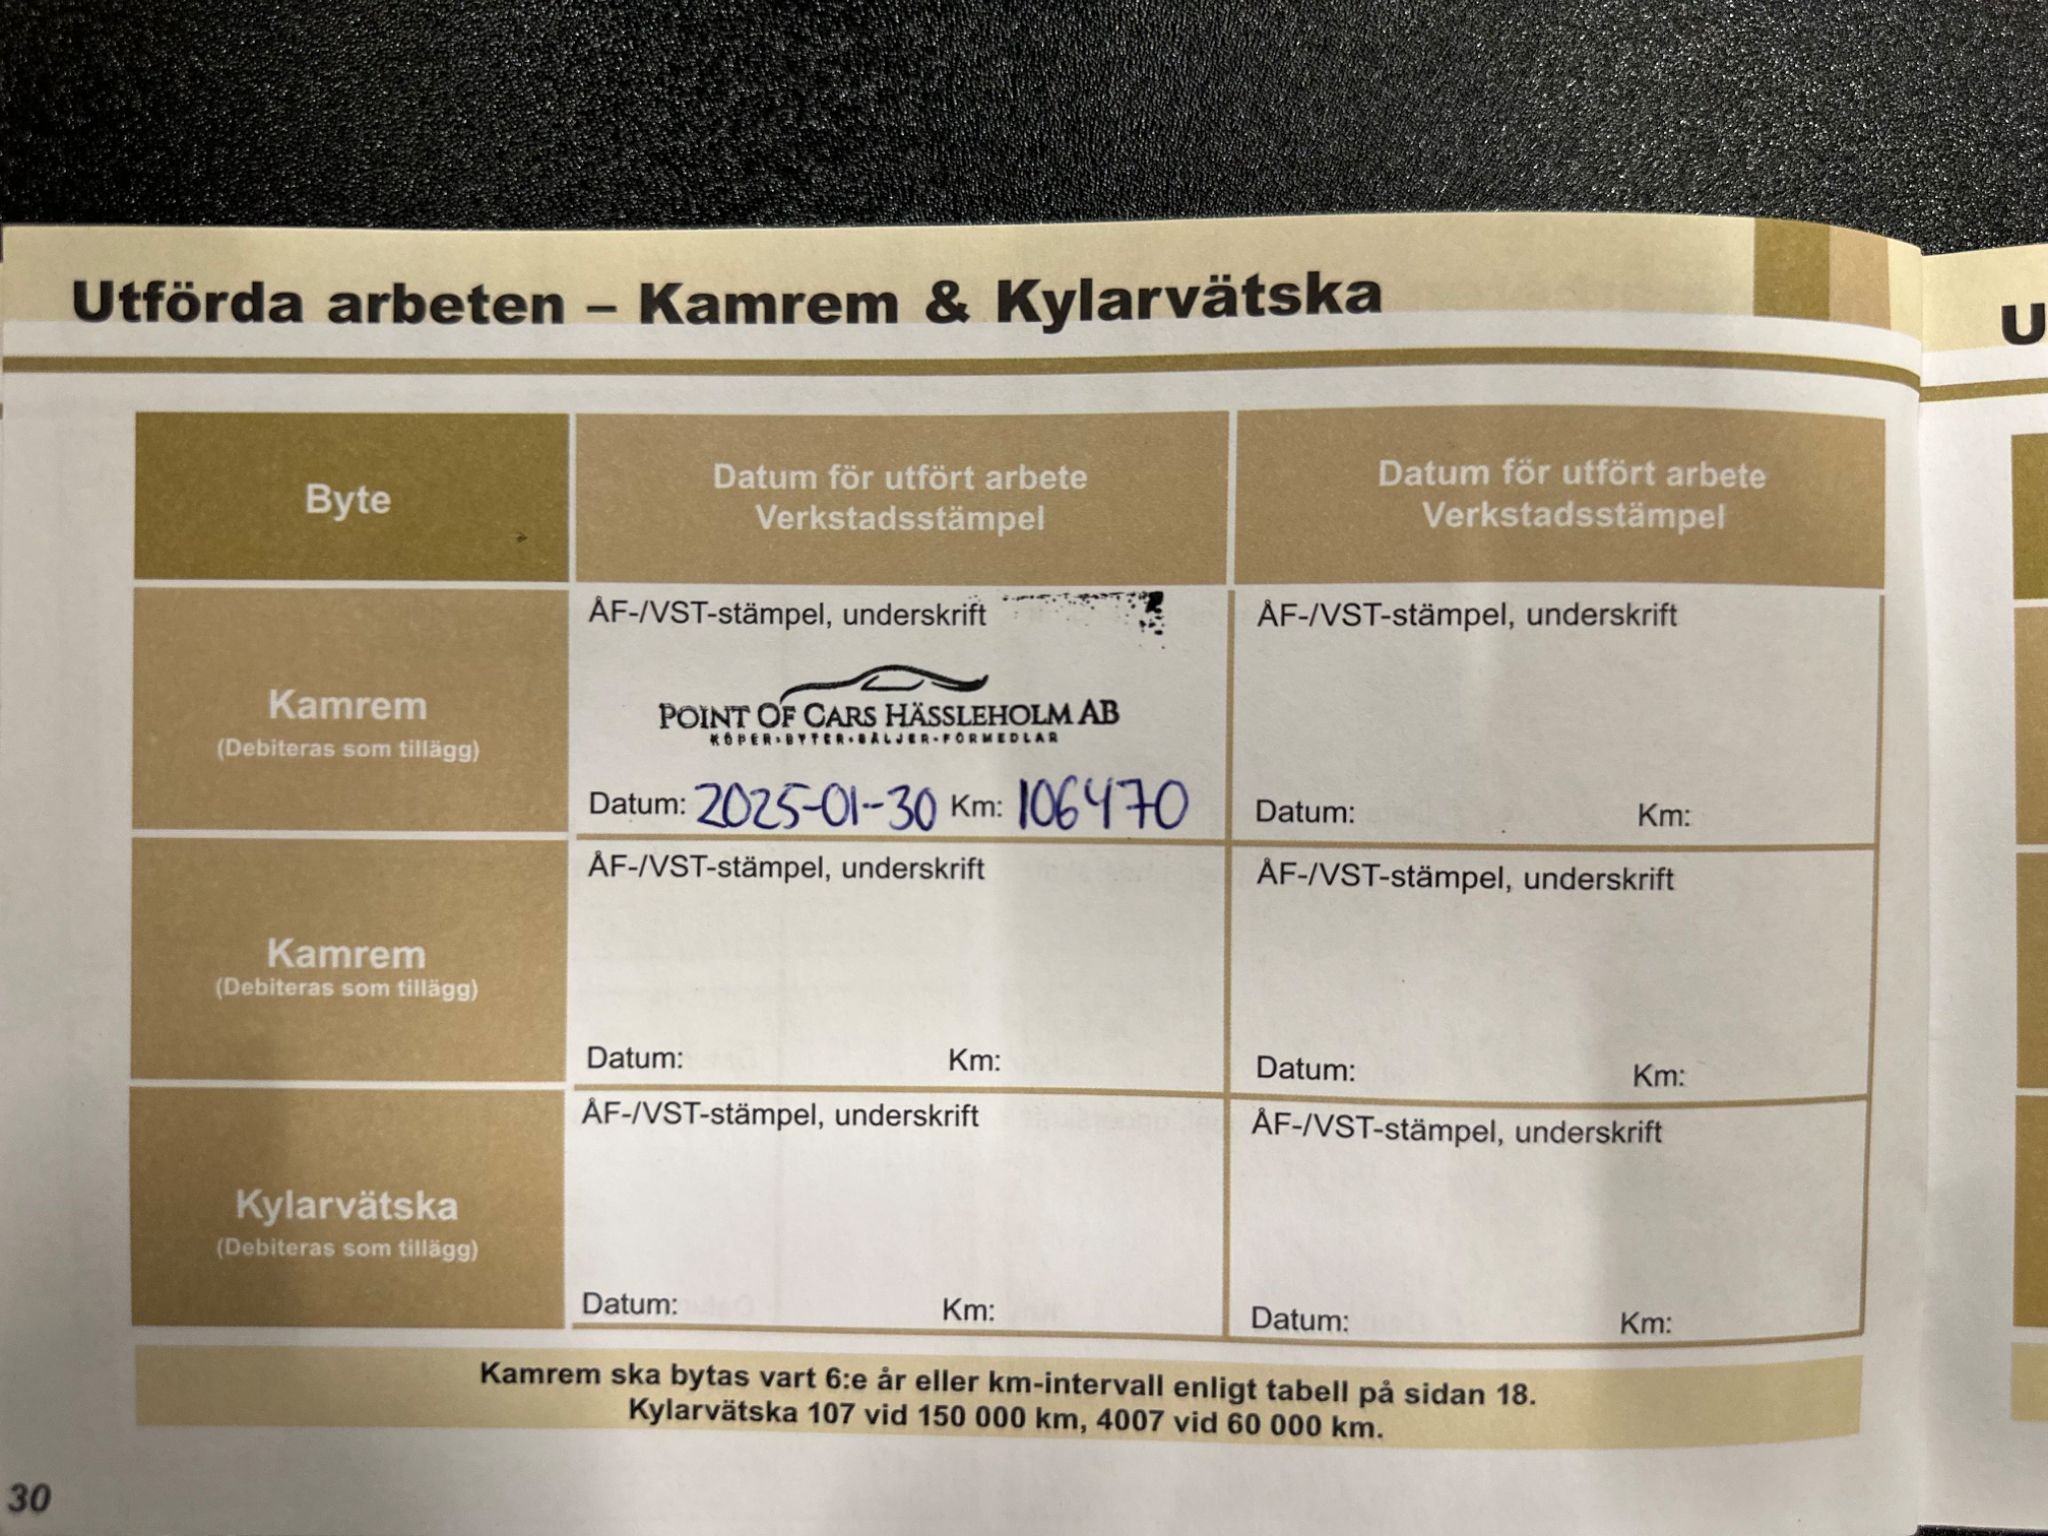 Utförda arbeten – Kamrem & Kylarvätska
U
Byte
Datum för utfört arbete
Verkstadsstämpel
Datum för utfört arbete
Verkstadsstämpel
Kamrem
(Debiteras som tillägg)
ÅF-/VST-stämpel, underskrift
POINT OF CARS HÄSSLEHOLM AB
KÖPER•BYTER•SÄLJER•FÖRMEDLAR
Datum: 2025-01-30 Km: 106470
ÅF-/VST-stämpel, underskrift
Datum: Km:
Kamrem
(Debiteras som tillägg)
ÅF-/VST-stämpel, underskrift
Datum: Km:
ÅF-/VST-stämpel, underskrift
Datum: Km:
Kylarvätska
(Debiteras som tillägg)
ÅF-/VST-stämpel, underskrift
Datum: Km:
ÅF-/VST-stämpel, underskrift
Datum: Km:
Kamrem ska bytas vart 6:e år eller km-intervall enligt tabell på sidan 18.
Kylarvätska 107 vid 150 000 km, 4007 vid 60 000 km.
30